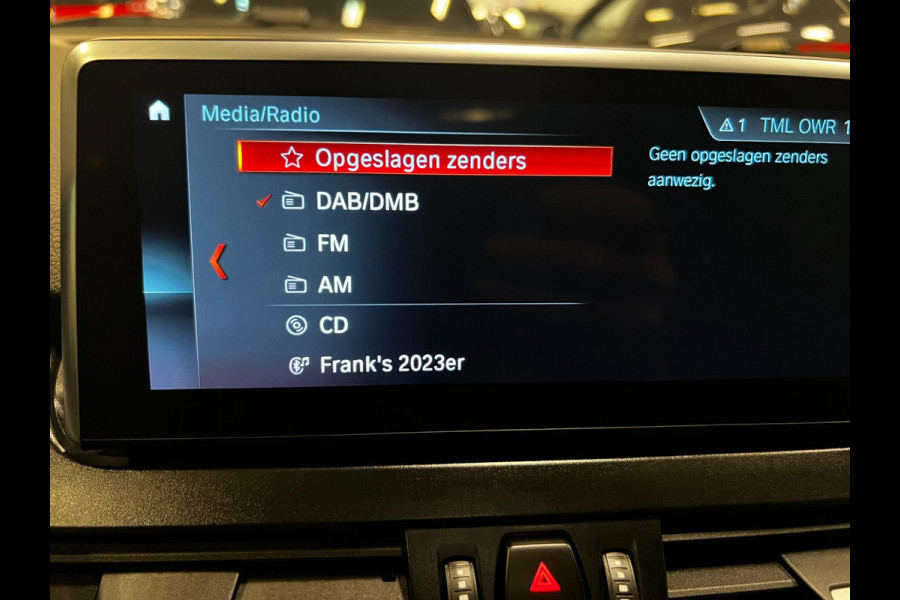 Media/Radio
1 TML OWR 1
Opgeslagen zenders
Geen opgeslagen zenders
aanwezig.
DAB/DMB
FM
AM
CD
Frank's 2023er